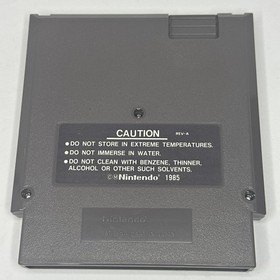 CAUTION REV-A
•DO NOT STORE IN EXTREME TEMPERATURES.
•DO NOT IMMERSE IN WATER.
•DO NOT CLEAN WITH BENZENE, THINNER,
ALCOHOL OR OTHER SUCH SOLVENTS.
©ⓂNintendo® 1985
Nintendo